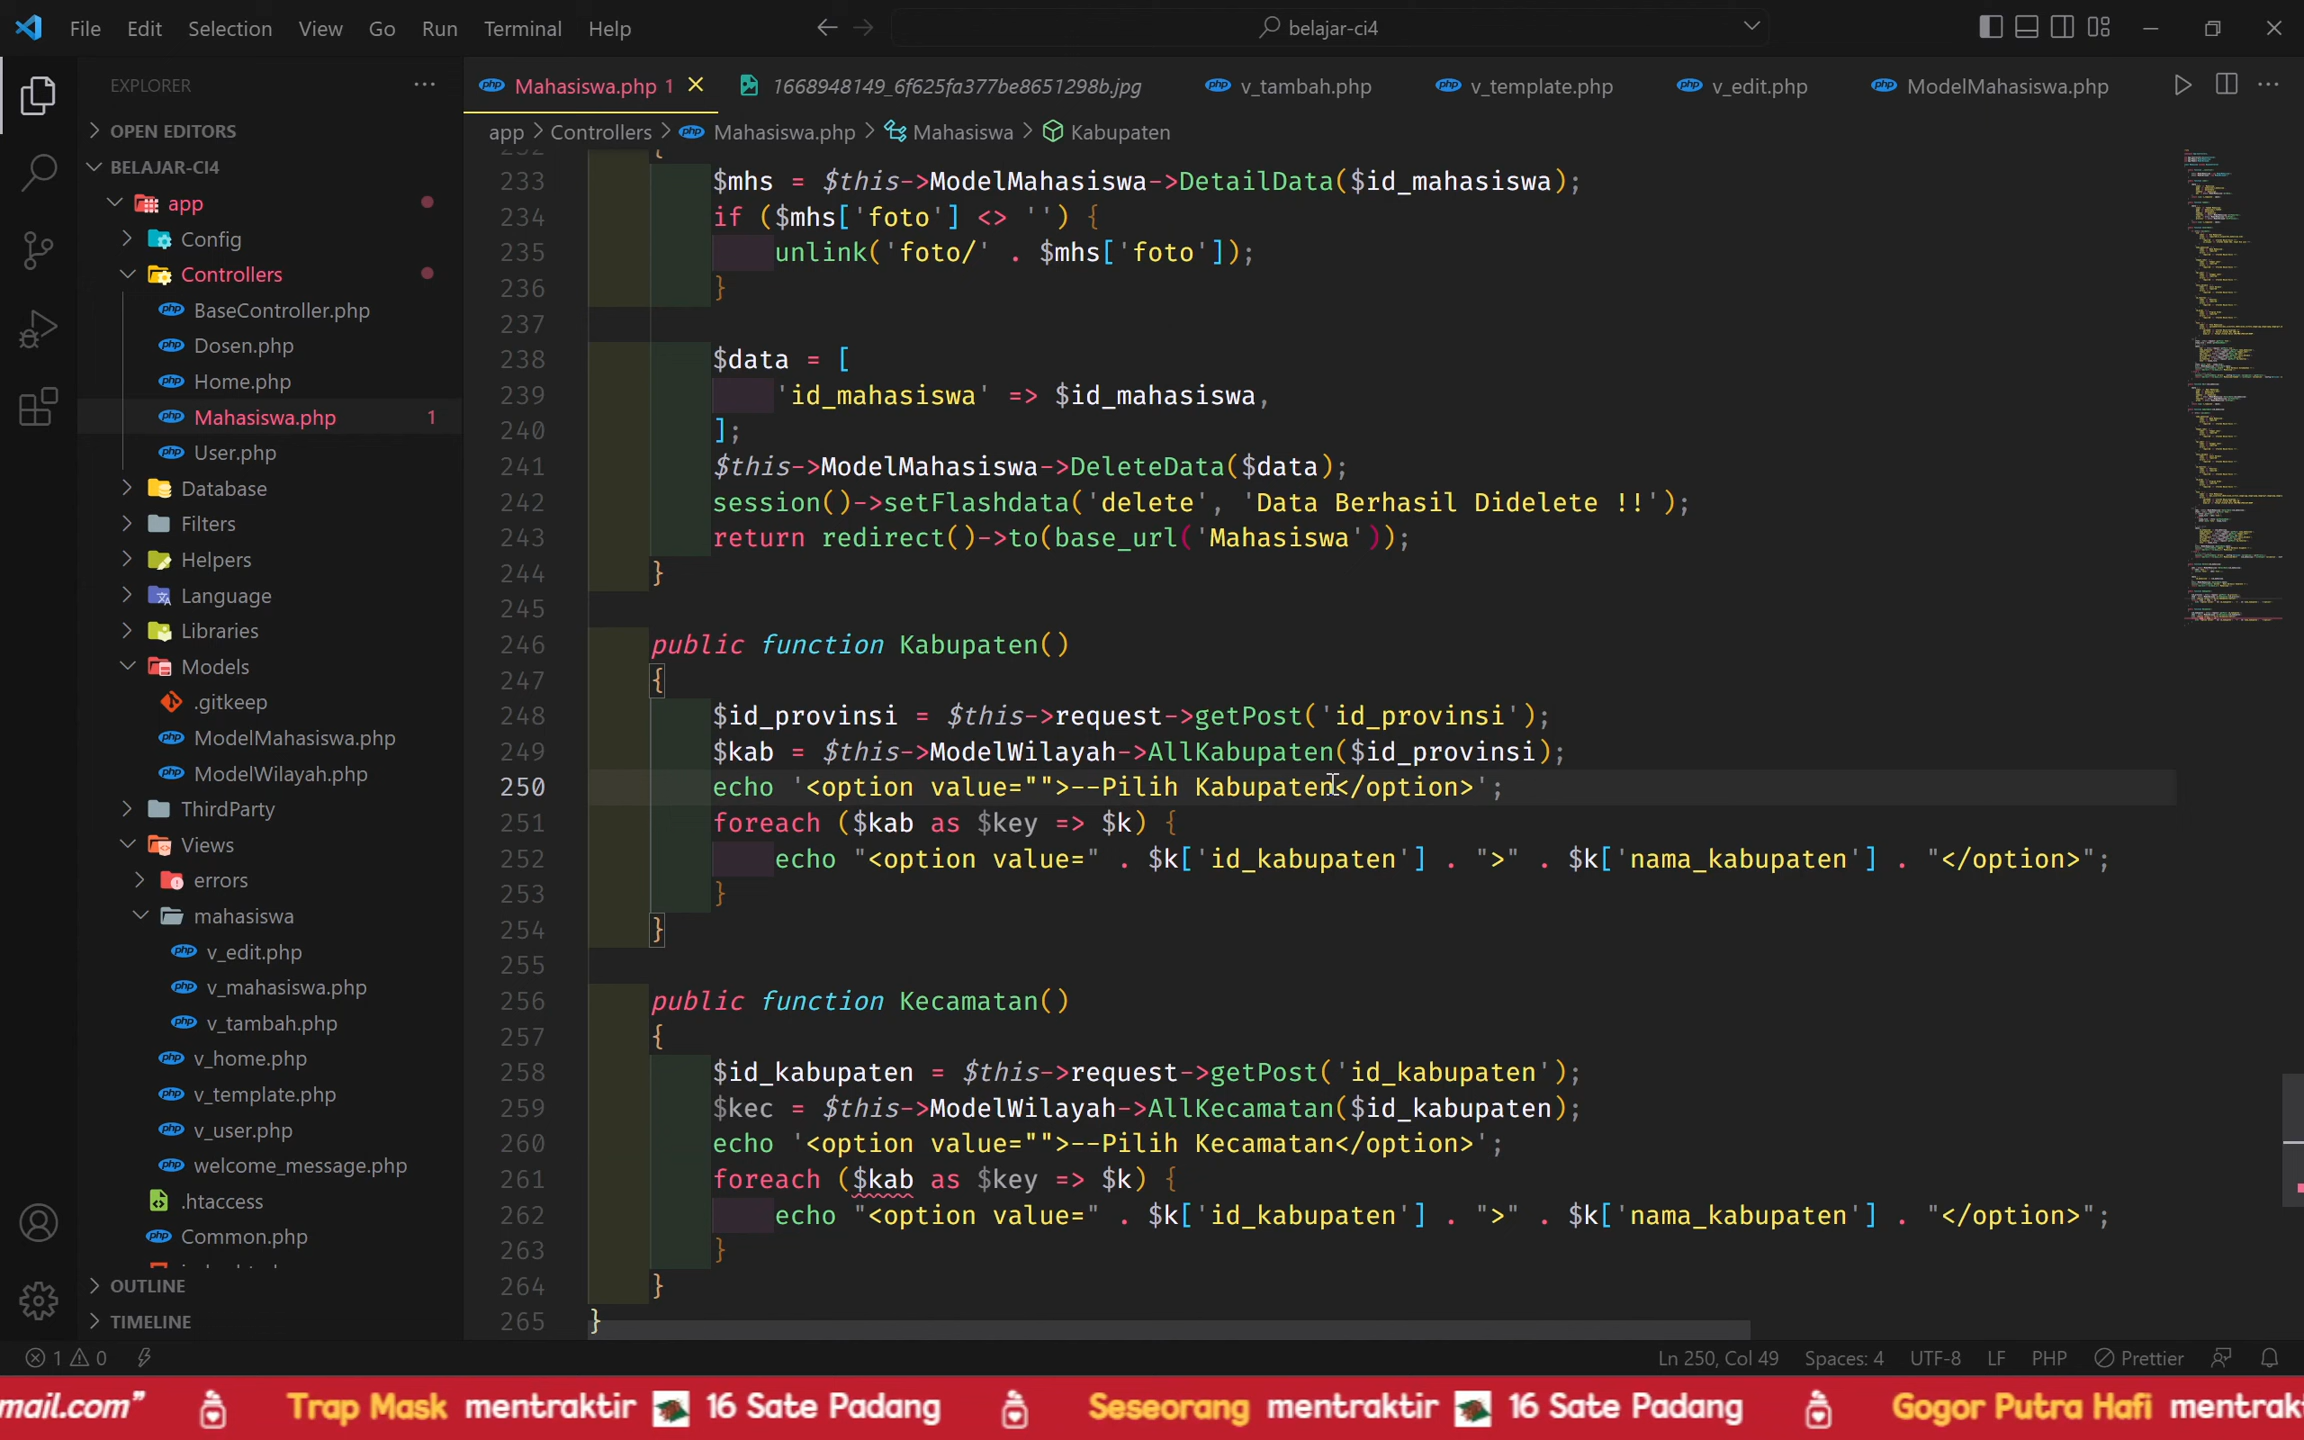 File Edit Selection View Go Run Terminal Help
belajar-ci4
EXPLORER
OPEN EDITORS
BELAJAR-CI4
app
Config
Controllers
BaseController.php
Dosen.php
Home.php
Mahasiswa.php 1
User.php
Database
Filters
Helpers
Language
Libraries
Models
.gitkeep
ModelMahasiswa.php
ModelWilayah.php
ThirdParty
Views
errors
mahasiswa
v_edit.php
v_mahasiswa.php
v_tambah.php
v_home.php
v_template.php
v_user.php
welcome_message.php
.htaccess
Common.php
OUTLINE
TIMELINE
Mahasiswa.php 1 1668948149_6f625fa377be8651298b.jpg v_tambah.php v_template.php v_edit.php ModelMahasiswa.php
app > Controllers > Mahasiswa.php > Mahasiswa > Kabupaten
232 {
233 $mhs = $this->ModelMahasiswa->DetailData($id_mahasiswa);
234 if ($mhs['foto'] <> '') {
235 unlink('foto/' . $mhs['foto']);
236 }
237
238 $data = [
239 'id_mahasiswa' => $id_mahasiswa,
240 ];
241 $this->ModelMahasiswa->DeleteData($data);
242 session()->setFlashdata('delete', 'Data Berhasil Didelete !!');
243 return redirect()->to(base_url('Mahasiswa'));
244 }
245
246 public function Kabupaten()
247 {
248 $id_provinsi = $this->request->getPost('id_provinsi');
249 $kab = $this->ModelWilayah->AllKabupaten($id_provinsi);
250 echo '<option value="">--Pilih Kabupaten</option>';
251 foreach ($kab as $key => $k) {
252 echo "<option value=" . $k['id_kabupaten'] . ">" . $k['nama_kabupaten'] . "</option>";
253 }
254 }
255
256 public function Kecamatan()
257 {
258 $id_kabupaten = $this->request->getPost('id_kabupaten');
259 $kec = $this->ModelWilayah->AllKecamatan($id_kabupaten);
260 echo '<option value="">--Pilih Kecamatan</option>';
261 foreach ($kab as $key => $k) {
262 echo "<option value=" . $k['id_kabupaten'] . ">" . $k['nama_kabupaten'] . "</option>";
263 }
264 }
265 }
1 0
Ln 250, Col 49 Spaces: 4 UTF-8 LF PHP Prettier
mail.com” Trap Mask mentraktir 16 Sate Padang Seseorang mentraktir 16 Sate Padang Gogor Putra Hafi mentrakt